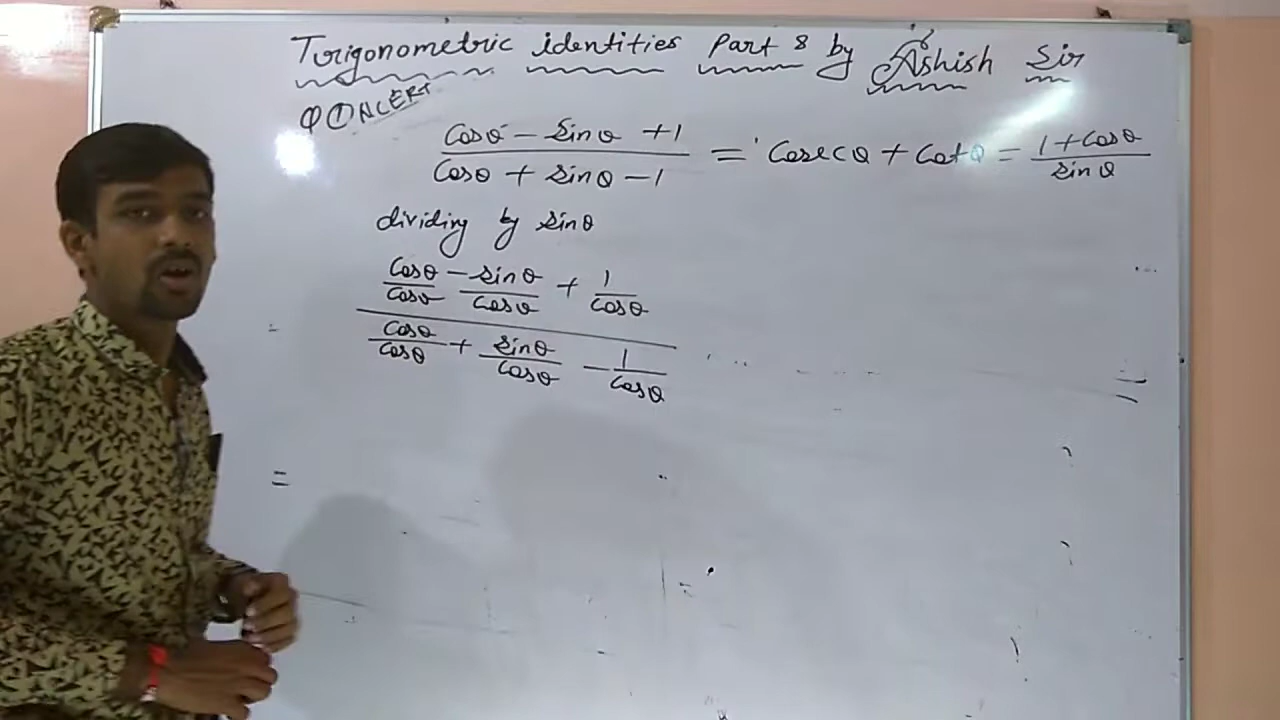 Trigonometric identities Part 8 by Ashish Sir
Q① NCERT
Cosθ - Sinθ + 1 / Cosθ + Sinθ - 1 = Cosecθ + Cotθ = 1 + Cosθ / Sinθ
dividing by Sinθ
Cosθ/Cosθ - Sinθ/Cosθ + 1/Cosθ
Cosθ/Cosθ + Sinθ/Cosθ - 1/Cosθ
=